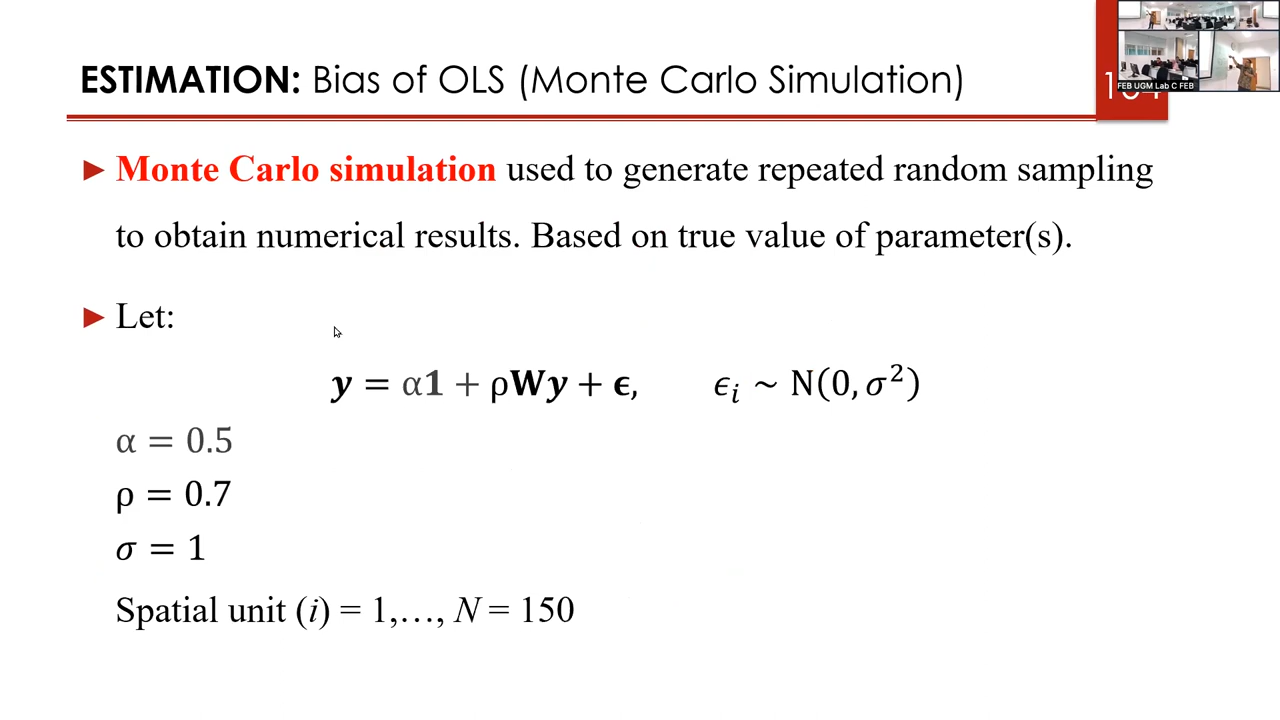 ESTIMATION: Bias of OLS (Monte Carlo Simulation)
FEB UGM Lab C FEB
► Monte Carlo simulation used to generate repeated random sampling
to obtain numerical results. Based on true value of parameter(s).
► Let:
y = α1 + ρWy + ϵ, ϵᵢ ~ N(0, σ²)
α = 0.5
ρ = 0.7
σ = 1
Spatial unit (i) = 1,…, N = 150